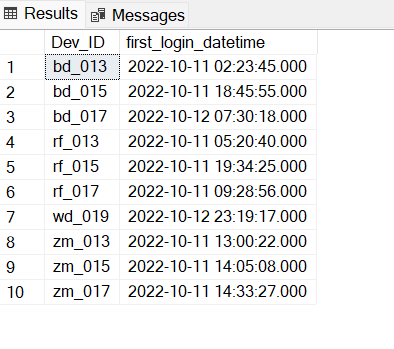 Results Messages
Dev_ID first_login_datetime
1 bd_013 2022-10-11 02:23:45.000
2 bd_015 2022-10-11 18:45:55.000
3 bd_017 2022-10-12 07:30:18.000
4 rf_013 2022-10-11 05:20:40.000
5 rf_015 2022-10-11 19:34:25.000
6 rf_017 2022-10-11 09:28:56.000
7 wd_019 2022-10-12 23:19:17.000
8 zm_013 2022-10-11 13:00:22.000
9 zm_015 2022-10-11 14:05:08.000
10 zm_017 2022-10-11 14:33:27.000